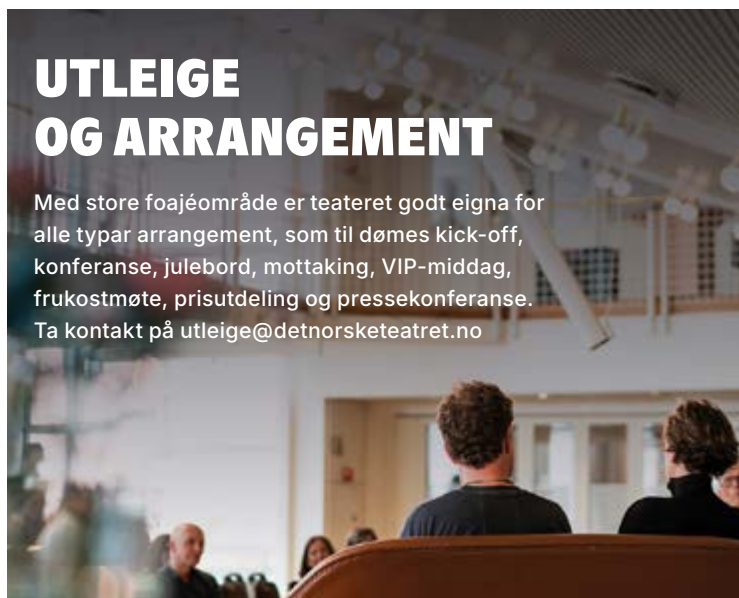 UTLEIGE
OG ARRANGEMENT
Med store foajéområde er teateret godt eigna for
alle typar arrangement, som til dømes kick-off,
konferanse, julebord, mottaking, VIP-middag,
frukostmøte, prisutdeling og pressekonferanse.
Ta kontakt på utleige@detnorsketeatret.no